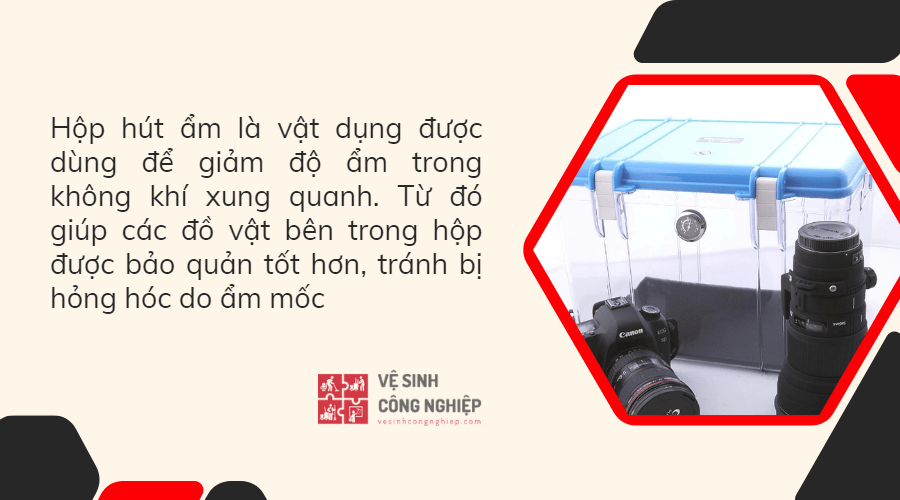 Hộp hút ẩm là vật dụng được
dùng để giảm độ ẩm trong
không khí xung quanh. Từ đó
giúp các đồ vật bên trong hộp
được bảo quản tốt hơn, tránh bị
hỏng hóc do ẩm mốc
VỆ SINH
CÔNG NGHIỆP
vesinhcongnghiep.com
Canon